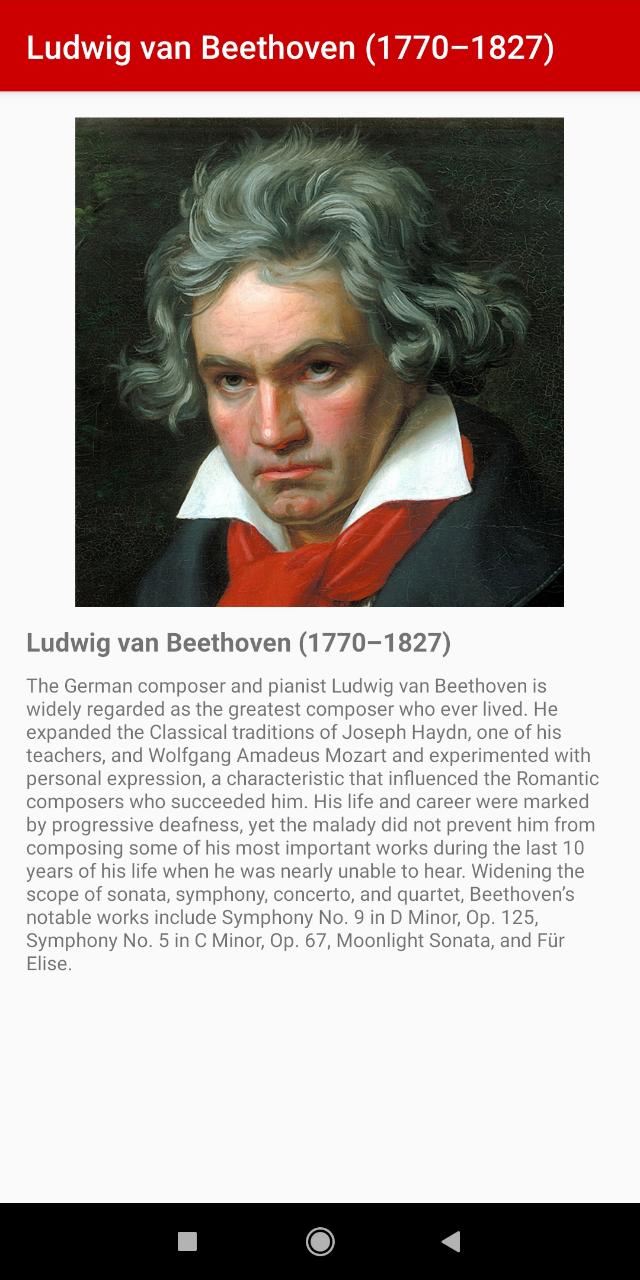 Ludwig van Beethoven (1770–1827)
Ludwig van Beethoven (1770–1827)
The German composer and pianist Ludwig van Beethoven is
widely regarded as the greatest composer who ever lived. He
expanded the Classical traditions of Joseph Haydn, one of his
teachers, and Wolfgang Amadeus Mozart and experimented with
personal expression, a characteristic that influenced the Romantic
composers who succeeded him. His life and career were marked
by progressive deafness, yet the malady did not prevent him from
composing some of his most important works during the last 10
years of his life when he was nearly unable to hear. Widening the
scope of sonata, symphony, concerto, and quartet, Beethoven’s
notable works include Symphony No. 9 in D Minor, Op. 125,
Symphony No. 5 in C Minor, Op. 67, Moonlight Sonata, and Für
Elise.